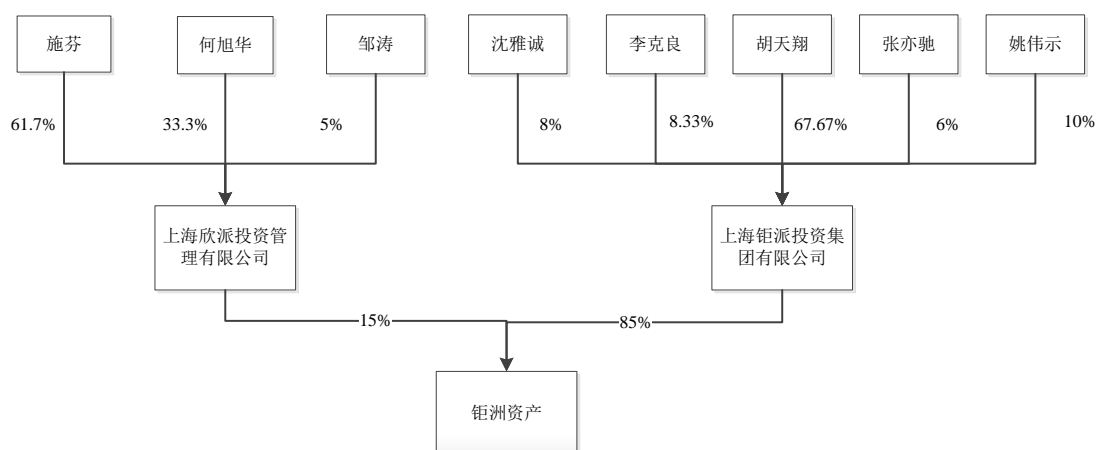 施芬
何旭华
邹涛
沈雅诚
李克良
胡天翔
张亦驰
姚伟示
61.7%
33.3%
5%
8%
8.33%
67.67%
6%
10%
上海欣派投资管
理有限公司
上海钜派投资集
团有限公司
15%
85%
钜洲资产